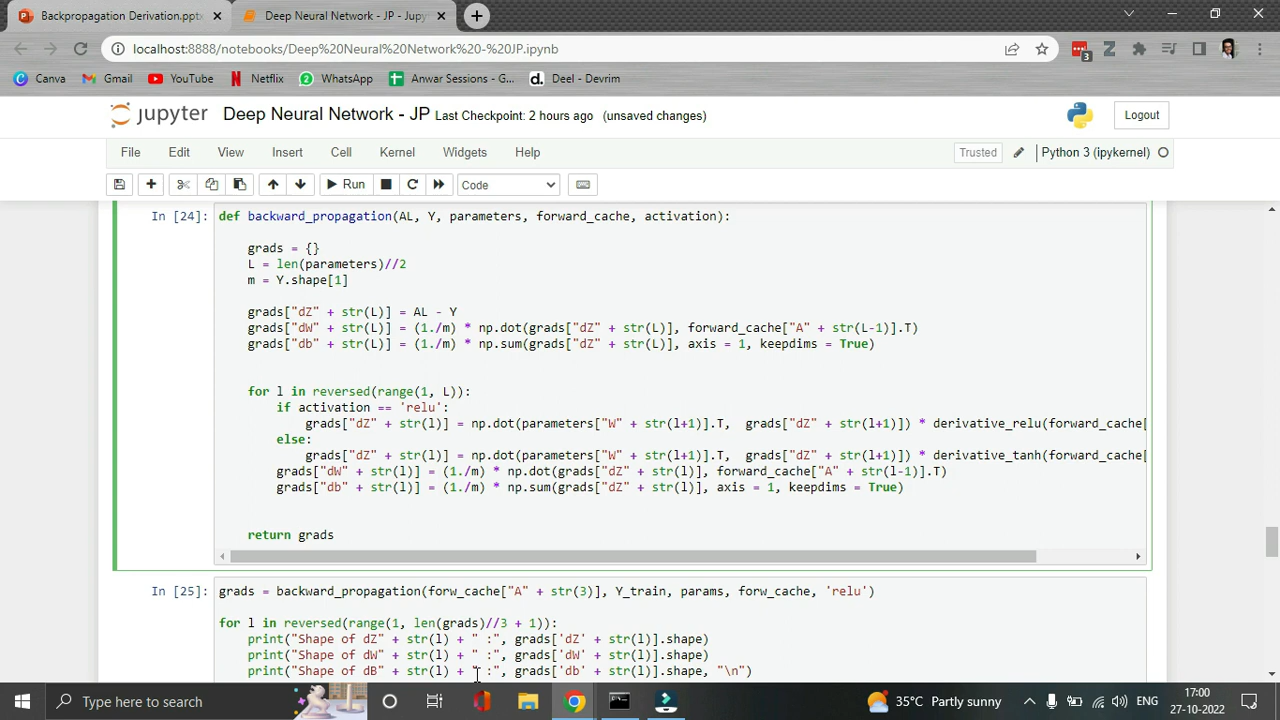 Backpropagation Derivation.pptx
Deep Neural Network - JP - Jupy
localhost:8888/notebooks/Deep%20Neural%20Network%20-%20JP.ipynb
3
Canva
Gmail
YouTube
Netflix
WhatsApp
Anwar Sessions - G...
Deel - Devrim
jupyter
Deep Neural Network - JP
Last Checkpoint: 2 hours ago
(unsaved changes)
Logout
File
Edit
View
Insert
Cell
Kernel
Widgets
Help
Trusted
Python 3 (ipykernel)
Run
Code
In [24]:
def backward_propagation(AL, Y, parameters, forward_cache, activation):
grads = {}
L = len(parameters)//2
m = Y.shape[1]
grads["dZ" + str(L)] = AL - Y
grads["dW" + str(L)] = (1./m) * np.dot(grads["dZ" + str(L)], forward_cache["A" + str(L-1)].T)
grads["db" + str(L)] = (1./m) * np.sum(grads["dZ" + str(L)], axis = 1, keepdims = True)
for l in reversed(range(1, L)):
if activation == 'relu':
grads["dZ" + str(l)] = np.dot(parameters["W" + str(l+1)].T, grads["dZ" + str(l+1)]) * derivative_relu(forward_cache[
else:
grads["dZ" + str(l)] = np.dot(parameters["W" + str(l+1)].T, grads["dZ" + str(l+1)]) * derivative_tanh(forward_cache[
grads["dW" + str(l)] = (1./m) * np.dot(grads["dZ" + str(l)], forward_cache["A" + str(l-1)].T)
grads["db" + str(l)] = (1./m) * np.sum(grads["dZ" + str(l)], axis = 1, keepdims = True)
return grads
In [25]:
grads = backward_propagation(forw_cache["A" + str(3)], Y_train, params, forw_cache, 'relu')
for l in reversed(range(1, len(grads)//3 + 1)):
print("Shape of dZ" + str(l) + " :", grads['dZ' + str(l)].shape)
print("Shape of dW" + str(l) + " :", grads['dW' + str(l)].shape)
print("Shape of dB" + str(l) + " :", grads['db' + str(l)].shape, "\n")
Type here to search
35°C Partly sunny
ENG
17:00
27-10-2022